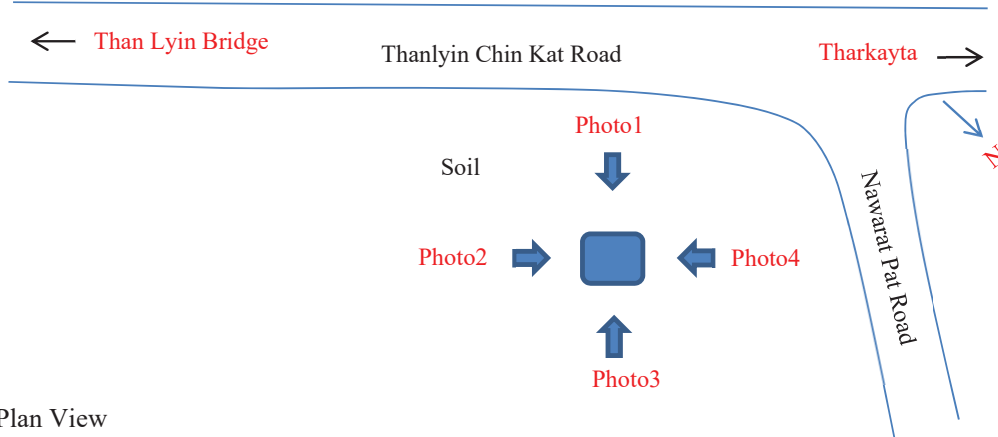 Than Lyin Bridge
Thanlyin Chin Kat Road
Tharkayta
Photo1
Soil
N
Photo2
Photo4
Nawarat Pat Road
Photo3
Plan View